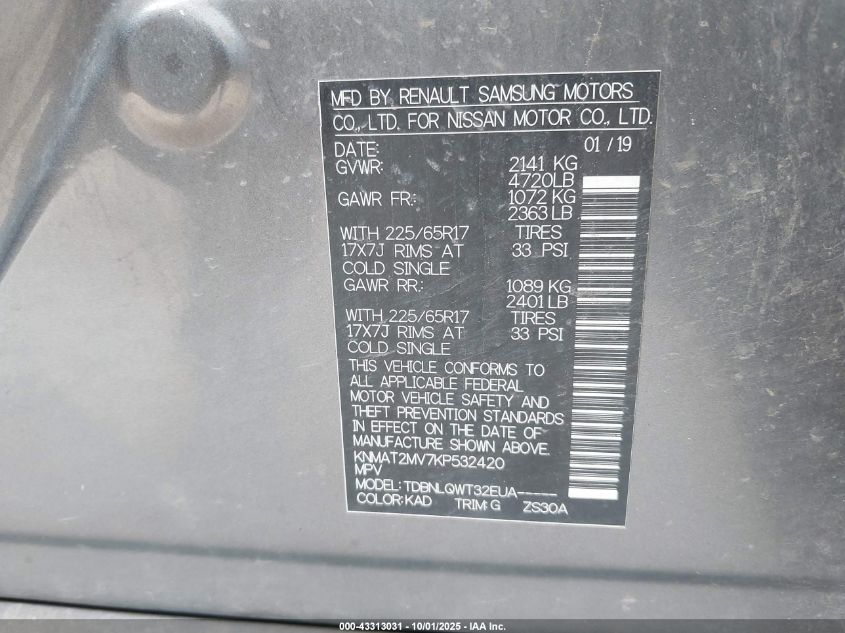 MFD BY RENAULT SAMSUNG MOTORS
CO., LTD. FOR NISSAN MOTOR CO., LTD.
DATE: 01 / 19
GVWR: 2141 KG
4720LB
GAWR FR.: 1072 KG
2363 LB
WITH 225/65R17 TIRES
17X7J RIMS AT 33 PSI
COLD SINGLE
GAWR RR.: 1089 KG
2401 LB
WITH 225/65R17 TIRES
17X7J RIMS AT 33 PSI
COLD SINGLE
THIS VEHICLE CONFORMS TO
ALL APPLICABLE FEDERAL
MOTOR VEHICLE SAFETY AND
THEFT PREVENTION STANDARDS
IN EFFECT ON THE DATE OF
MANUFACTURE SHOWN ABOVE.
KNMAT2MV7KP532420
MPV
MODEL: TDBNLQWT32EUA-----
COLOR: KAD TRIM: G ZS30A
000-43313031 - 10/01/2025 - IAA Inc.